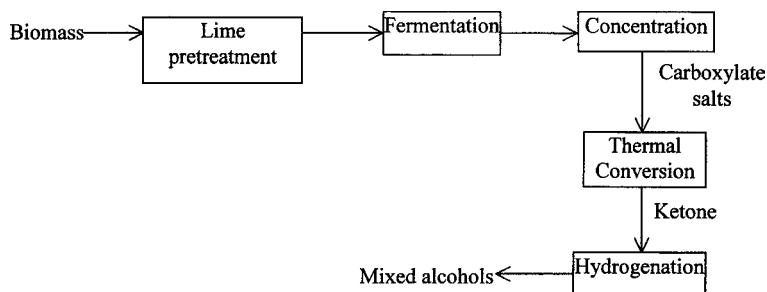 Biomass
Lime
pretreatment
Fermentation
Concentration
Carboxylate
salts
Thermal
Conversion
Ketone
Hydrogenation
Mixed alcohols